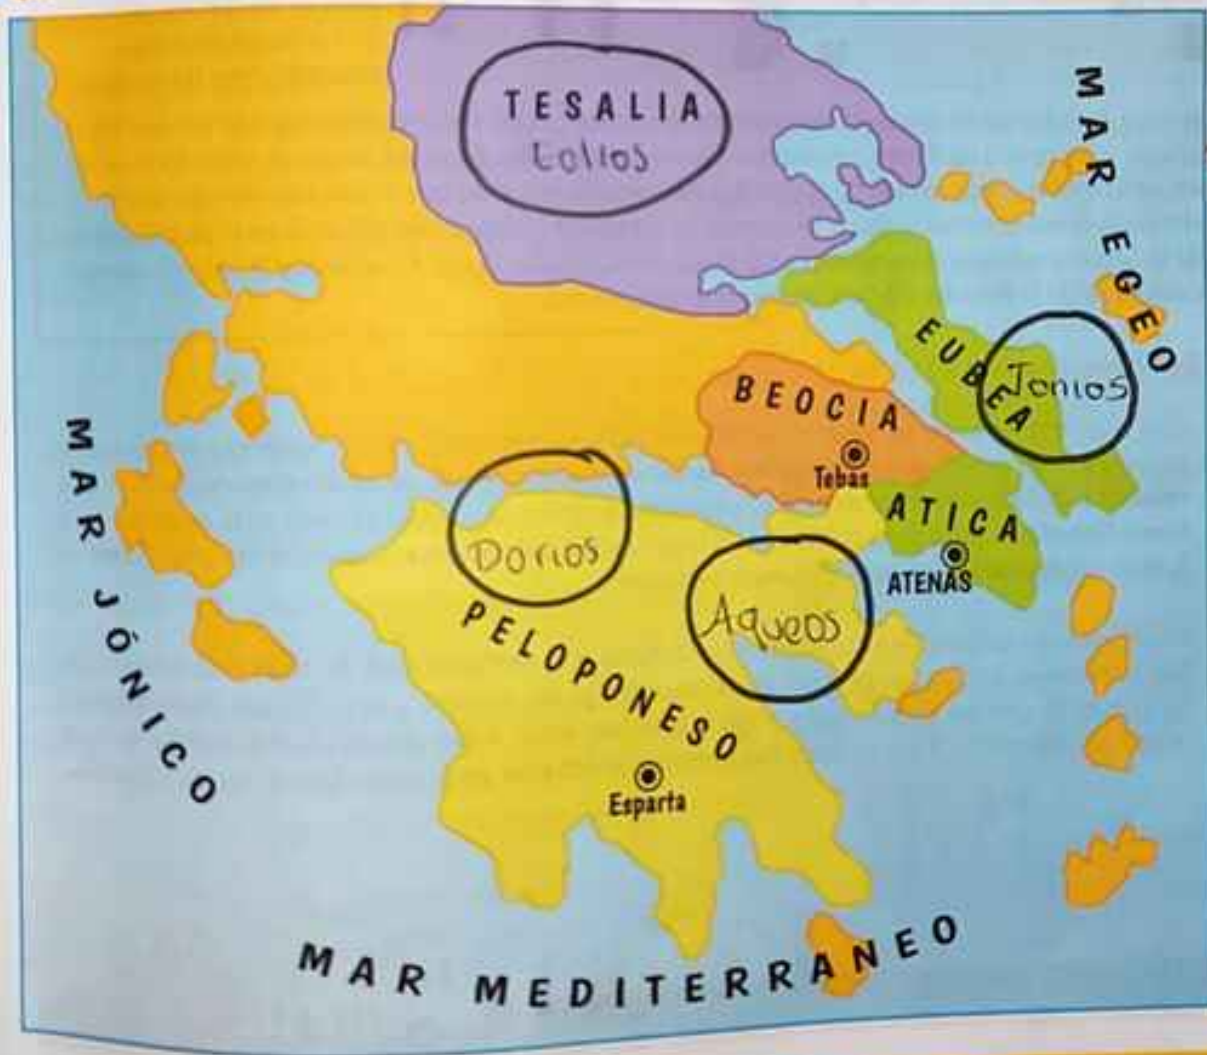 TESALIA
Eolios
MAR EGEO
EUBEA
Jonios
BEOCIA
Tebas
ATICA
ATENAS
MAR JÓNICO
Dorios
Aqueos
PELOPONESO
Esparta
MAR MEDITERRANEO